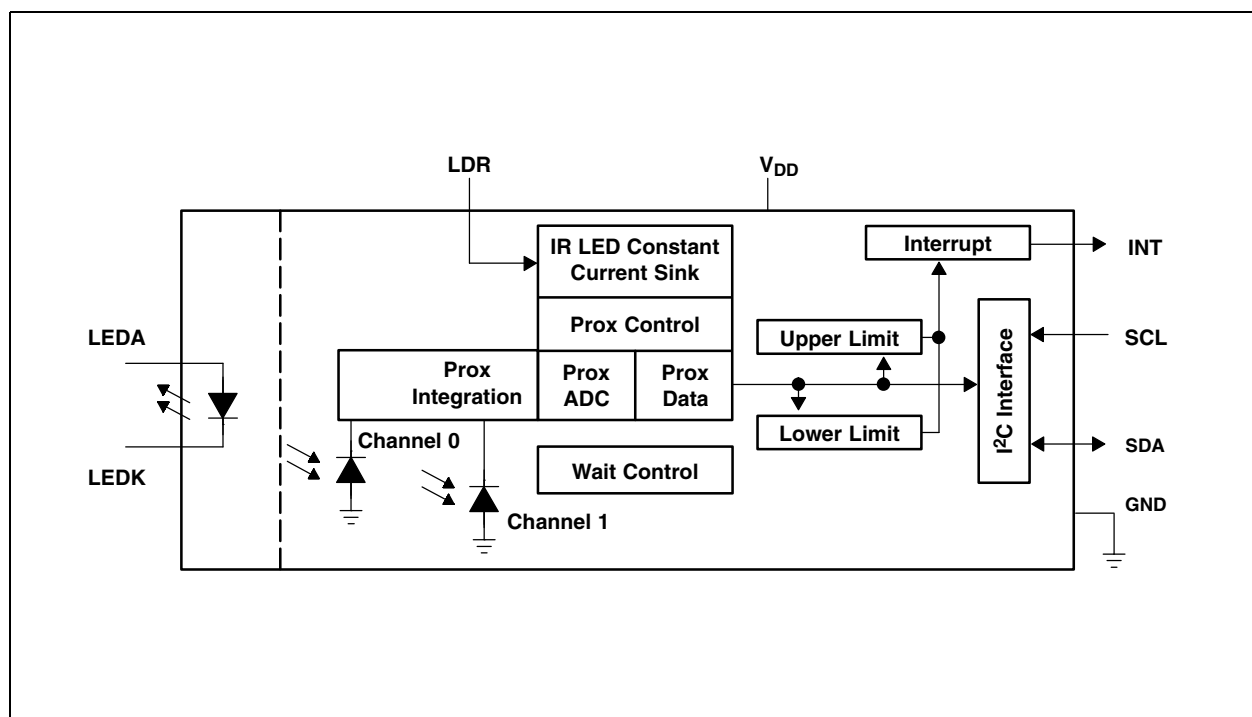 LDR
V_DD
IR LED Constant
Current Sink
Interrupt
INT
Prox Control
LEDA
Upper Limit
SCL
Prox
Integration
Prox
ADC
Prox
Data
I²C Interface
Channel 0
Lower Limit
SDA
LEDK
Wait Control
GND
Channel 1